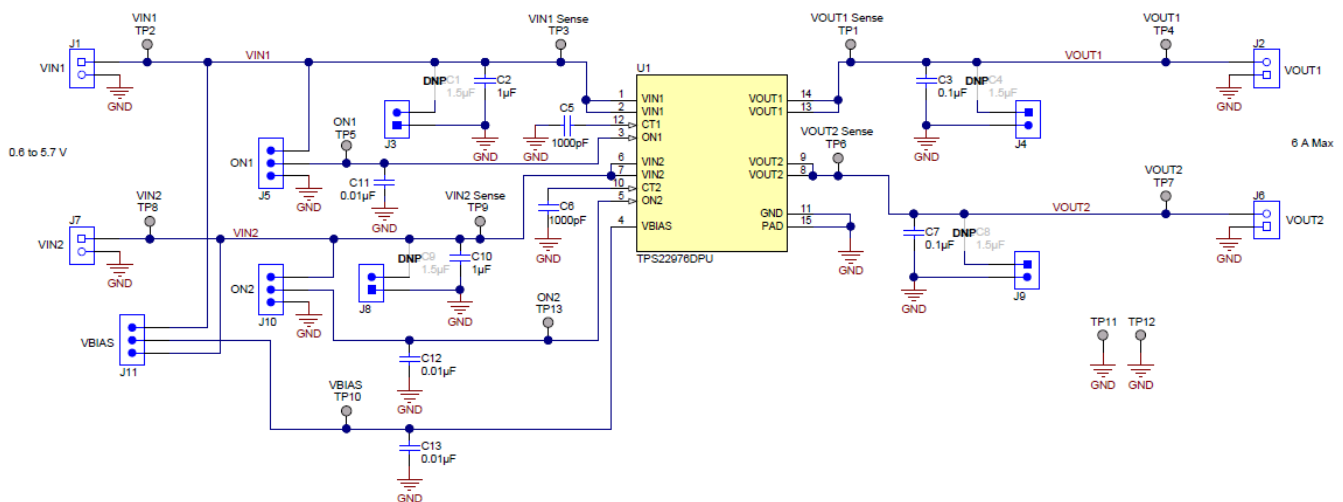 VIN1
TP2
VIN1 Sense
TP3
VOUT1 Sense
TP1
VOUT1
TP4
J1
VIN1
GND
VIN1
DNP C1
1.5µF
C2
1µF
J3
GND
ON1
TP5
C5
1000pF
GND
0.6 to 5.7 V
ON1
J5
GND
C11
0.01µF
GND
U1
1 VIN1 VOUT1 14
2 VIN1 VOUT1 13
12 CT1
3 ON1
6 VIN2 VOUT2 9
7 VIN2 VOUT2 8
10 CT2
5 ON2
GND 11
4 VBIAS PAD 15
TPS22976DPU
GND
VOUT1
C3
0.1µF
DNP C4
1.5µF
GND
J4
J2
VOUT1
GND
6 A Max
VOUT2 Sense
TP6
VOUT2
TP7
VIN2
TP8
VIN2 Sense
TP9
C6
1000pF
GND
J7
VIN2
GND
VIN2
DNP C9
1.5µF
C10
1µF
J8
GND
ON2
J10
GND
ON2
TP13
VOUT2
C7
0.1µF
DNP C8
1.5µF
GND
J9
J6
VOUT2
GND
VBIAS
J11
C12
0.01µF
GND
VBIAS
TP10
C13
0.01µF
GND
TP11
GND
TP12
GND